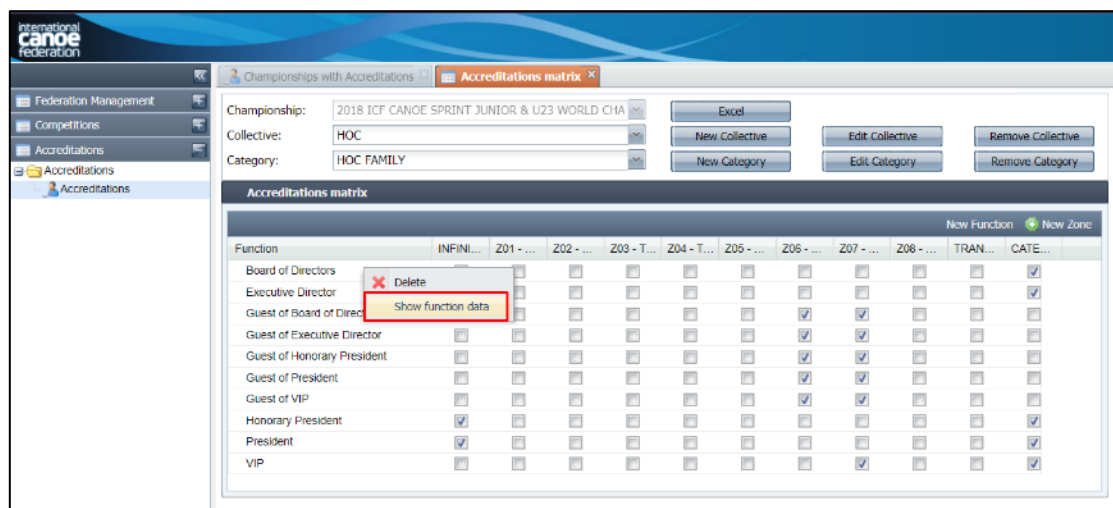 international
canoe
federation
Championships with Accreditations
Accreditations matrix
Federation Management
Competitions
Accreditations
Accreditations
Accreditations
Championship: 2018 ICF CANOE SPRINT JUNIOR & U23 WORLD CHA
Excel
Collective: HOC
New Collective Edit Collective Remove Collective
Category: HOC FAMILY
New Category Edit Category Remove Category
Accreditations matrix
New Function New Zone
Function INFINI... Z01 - ... Z02 - ... Z03 - T... Z04 - T... Z05 - ... Z06 - ... Z07 - ... Z08 - ... TRAN... CATE...
Board of Directors
Delete
Executive Director
Show function data
Guest of Board of Direc
Guest of Executive Director
Guest of Honorary President
Guest of President
Guest of VIP
Honorary President
President
VIP